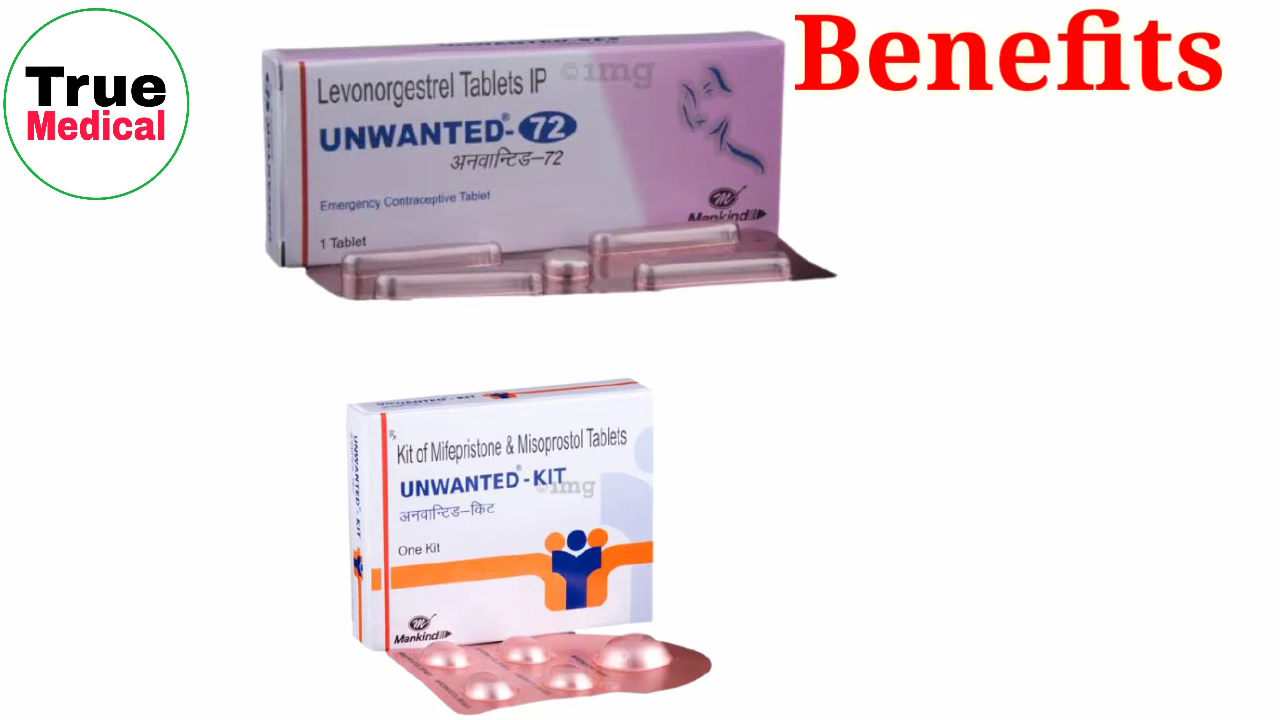 True
Medical
Benefits
Levonorgestrel Tablets IP
©1mg
UNWANTED®-72
अनवान्टिड–72
Emergency Contraceptive Tablet
1 Tablet
Mankind
Rx
Kit of Mifepristone & Misoprostol Tablets
UNWANTED®-KIT
©1mg
अनवान्टिड–किट
One Kit
Mankind
UNWANTED®-KIT